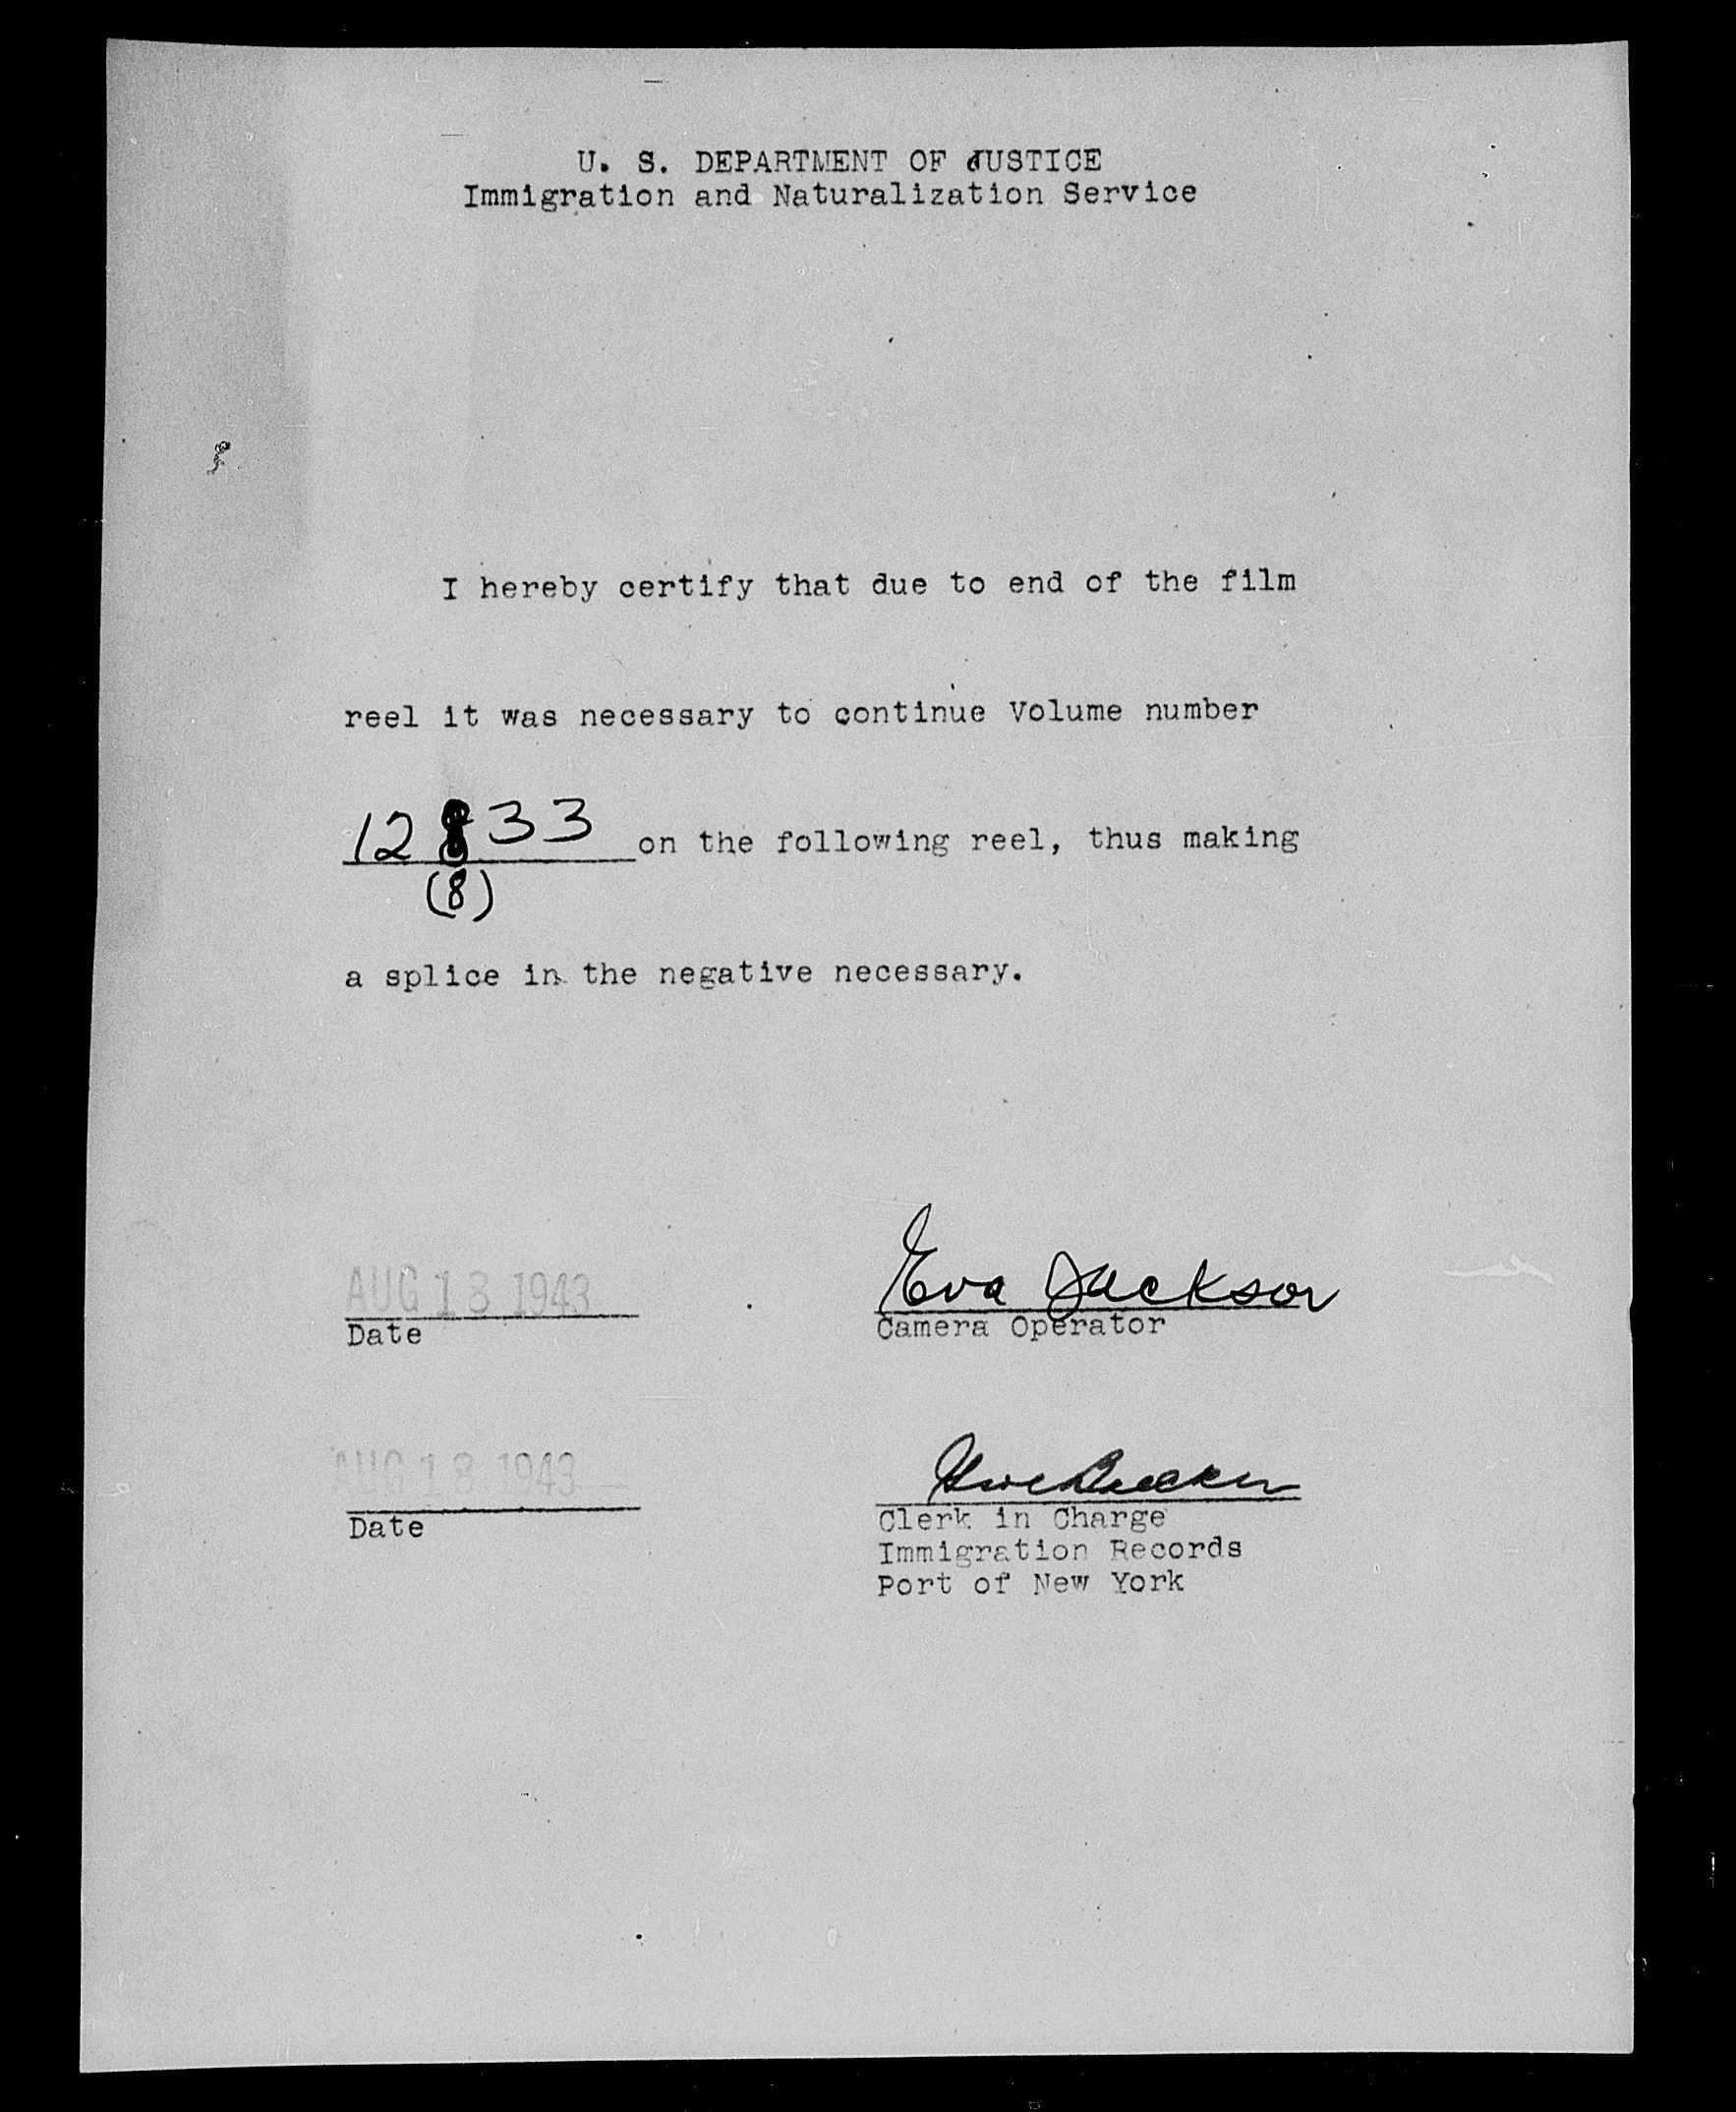 U. S. DEPARTMENT OF JUSTICE
Immigration and Naturalization Service
I hereby certify that due to end of the film
reel it was necessary to continue Volume number
12833 on the following reel, thus making
(8)
a splice in the negative necessary.
AUG 18 1943
Eva Jackson
Date
Camera Operator
AUG 18 1943
Date
Clerk in Charge
Immigration Records
Port of New York